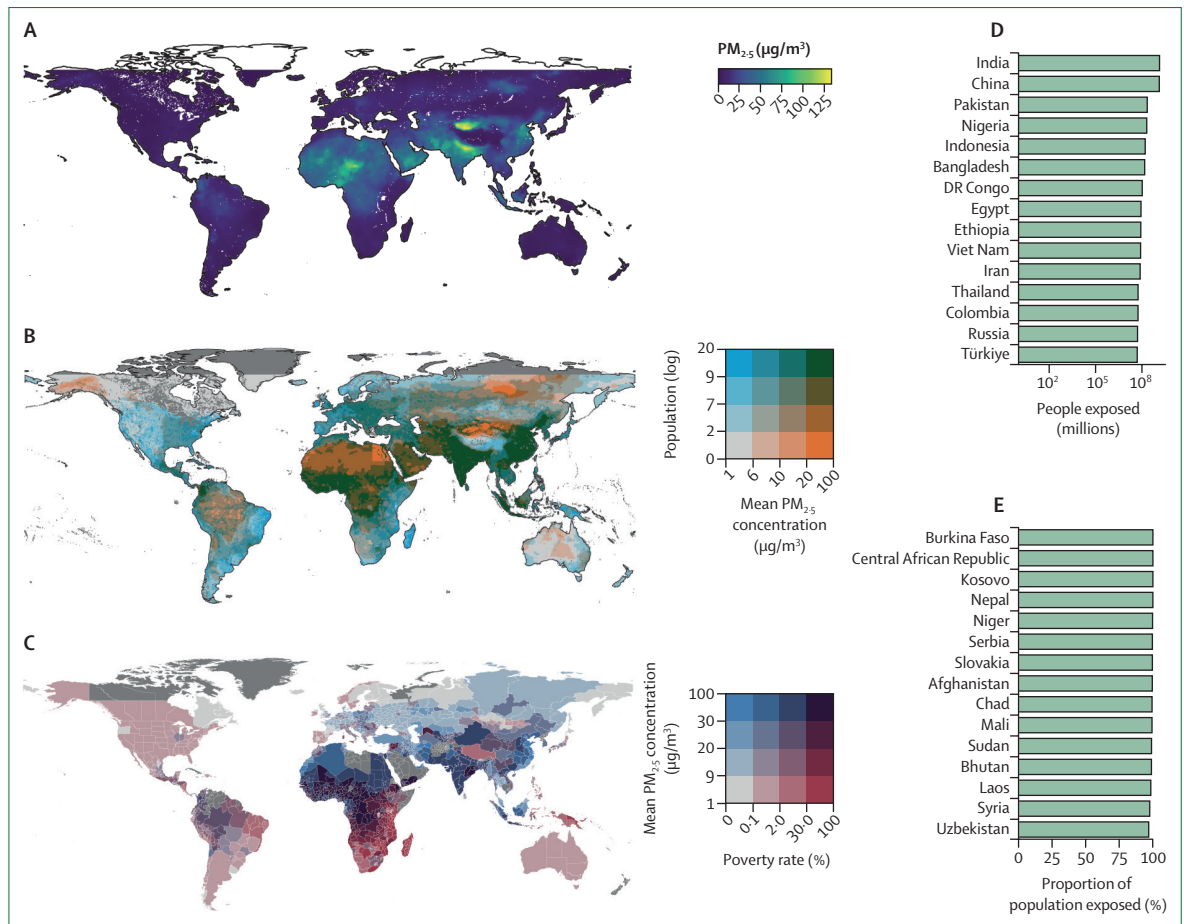 A
PM2·5 (µg/m³)
0
25
50
75
100
125
B
Population (log)
20
9
7
2
0
1
6
10
20
100
Mean PM2·5
concentration
(µg/m³)
C
Mean PM2·5 concentration
(µg/m³)
100
30
20
9
1
0
0·1
2·0
30·0
100
Poverty rate (%)
D
India
China
Pakistan
Nigeria
Indonesia
Bangladesh
DR Congo
Egypt
Ethiopia
Viet Nam
Iran
Thailand
Colombia
Russia
Türkiye
10²
10⁵
10⁸
People exposed
(millions)
E
Burkina Faso
Central African Republic
Kosovo
Nepal
Niger
Serbia
Slovakia
Afghanistan
Chad
Mali
Sudan
Bhutan
Laos
Syria
Uzbekistan
0
25
50
75
100
Proportion of
population exposed (%)